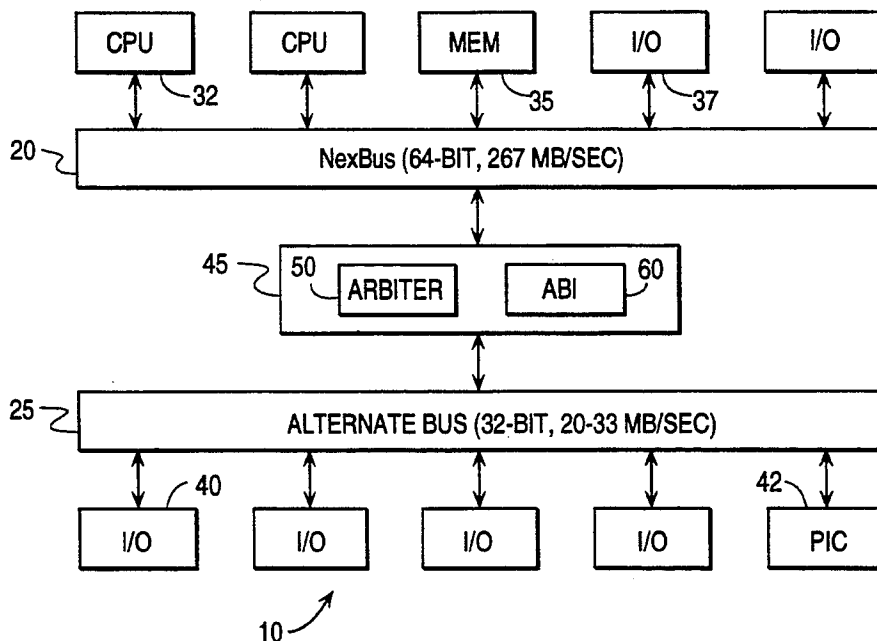 CPU CPU MEM I/O I/O
32 35 37
20 NexBus (64-BIT, 267 MB/SEC)
45 50 ARBITER ABI 60
25 ALTERNATE BUS (32-BIT, 20-33 MB/SEC)
40 42
I/O I/O I/O I/O PIC
10